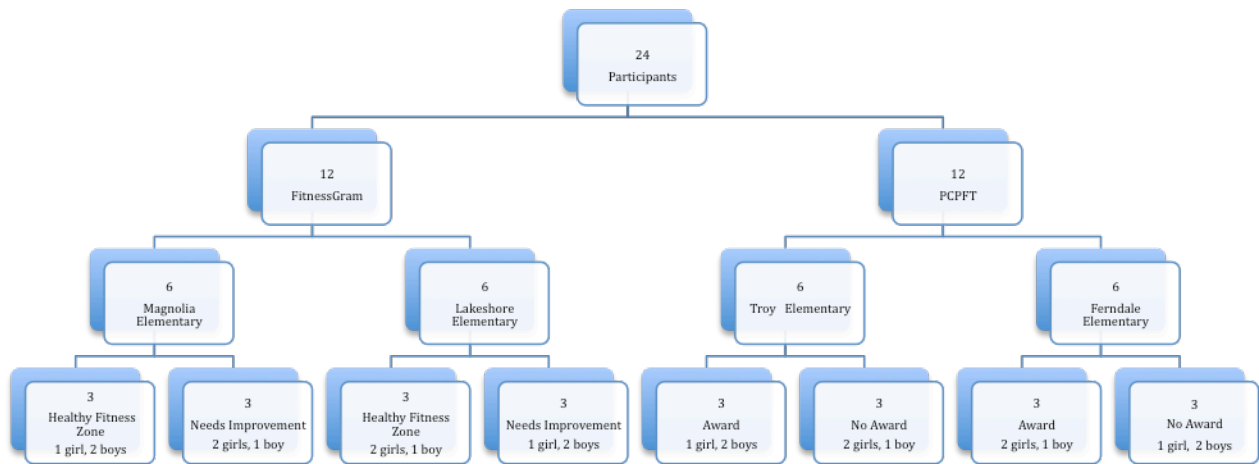 24
Participants
12
FitnessGram
12
PCPFT
6
Magnolia
Elementary
6
Lakeshore
Elementary
6
Troy Elementary
6
Ferndale
Elementary
3
Healthy Fitness
Zone
1 girl, 2 boys
3
Needs Improvement
2 girls, 1 boy
3
Healthy Fitness
Zone
2 girls, 1 boy
3
Needs Improvement
1 girl, 2 boys
3
Award
1 girl, 2 boys
3
No Award
2 girls, 1 boy
3
Award
2 girls, 1 boy
3
No Award
1 girl, 2 boys